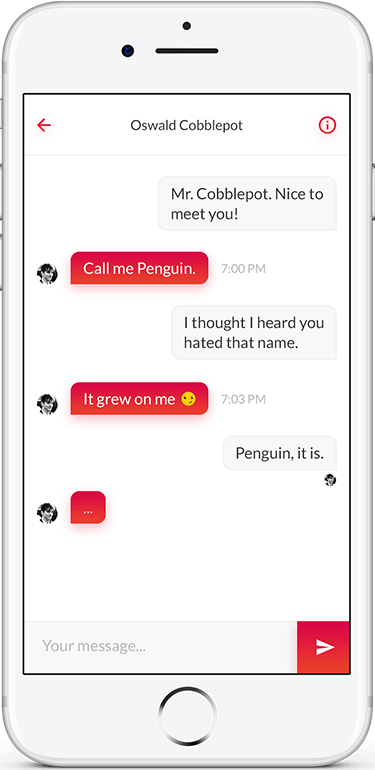 Oswald Cobblepot
Mr. Cobblepot. Nice to
meet you!
Call me Penguin. 7:00 PM
I thought I heard you
hated that name.
It grew on me 😏 7:03 PM
Penguin, it is.
...
Your message...